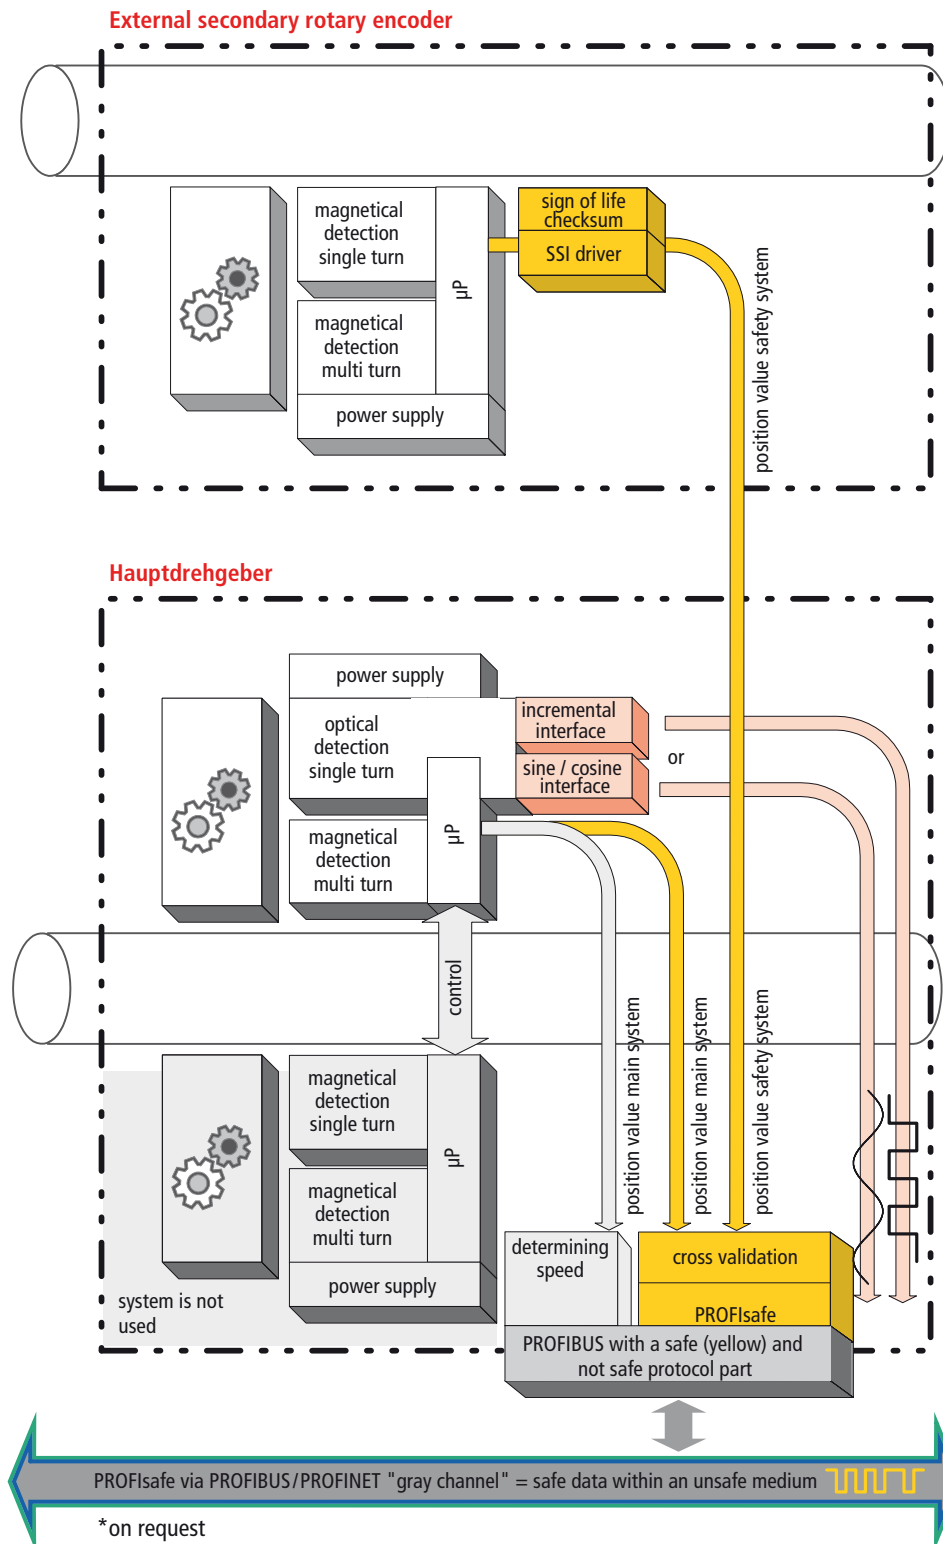 External secondary rotary encoder
magnetical
detection
single turn
magnetical
detection
multi turn
µP
power supply
sign of life
checksum
SSI driver
position value safety system
Hauptdrehgeber
power supply
optical
detection
single turn
magnetical
detection
multi turn
µP
incremental
interface
or
sine / cosine
interface
control
magnetical
detection
single turn
magnetical
detection
multi turn
µP
power supply
system is not
used
position value main system
position value main system
position value safety system
determining
speed
cross validation
PROFIsafe
PROFIBUS with a safe (yellow) and
not safe protocol part
PROFIsafe via PROFIBUS/PROFINET "gray channel" = safe data within an unsafe medium
*on request